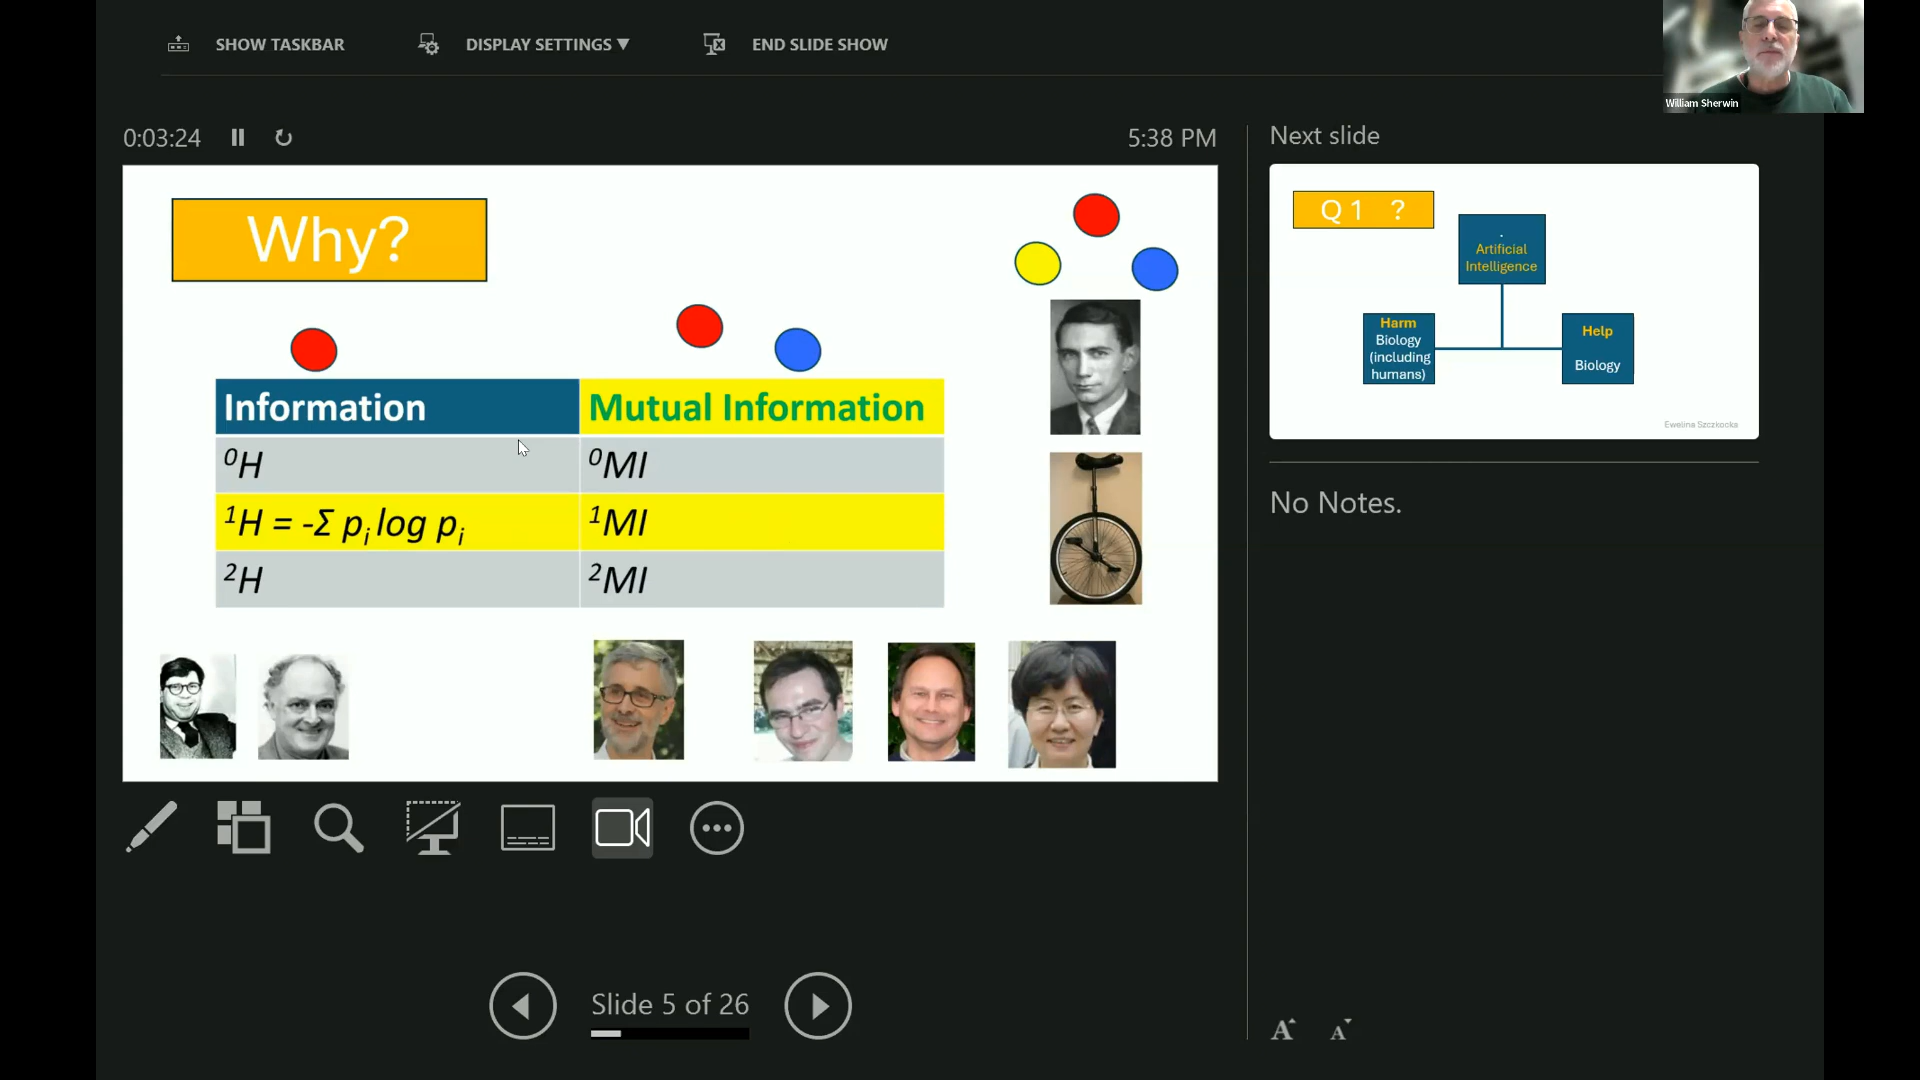 SHOW TASKBAR
DISPLAY SETTINGS ▼
END SLIDE SHOW
William Sherwin
0:03:24
5:38 PM
Next slide
Why?
Information
Mutual Information
⁰H
⁰MI
¹H = -Σ pᵢ log pᵢ
¹MI
²H
²MI
Q 1 ?
.
Artificial
Intelligence
Harm
Biology
(including
humans)
Help
Biology
Ewelina Szczkocka
No Notes.
Slide 5 of 26
A A